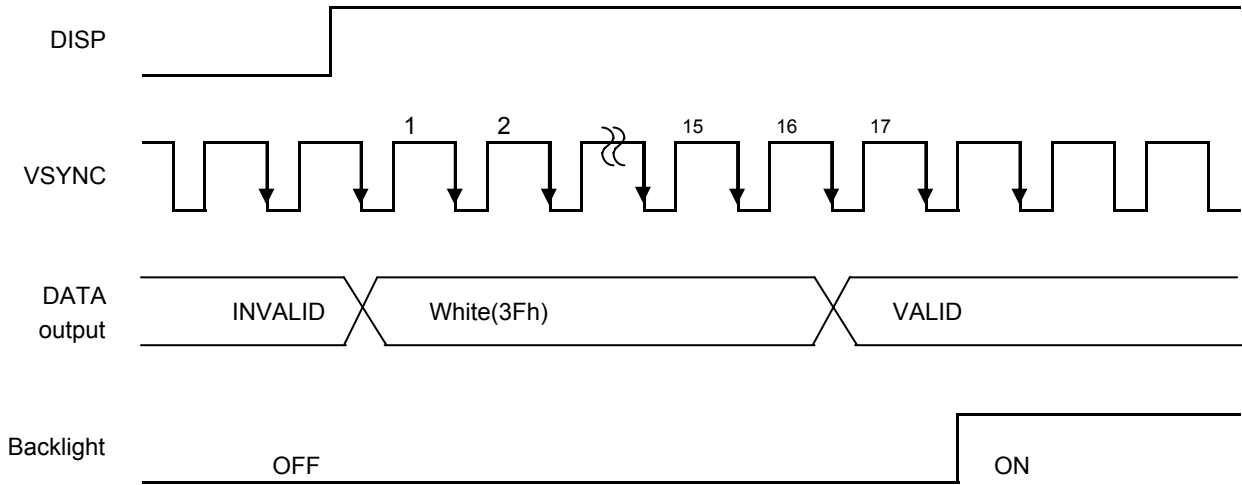 DISP
1 2 15 16 17
VSYNC
DATA
output
INVALID White(3Fh) VALID
Backlight
OFF ON